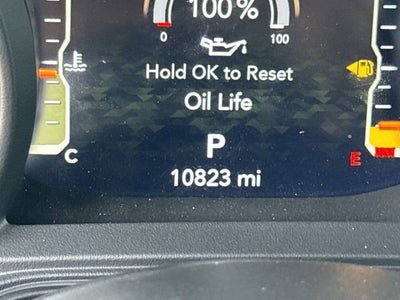 100%
0 100
Hold OK to Reset
Oil Life
P
C E
10823 mi